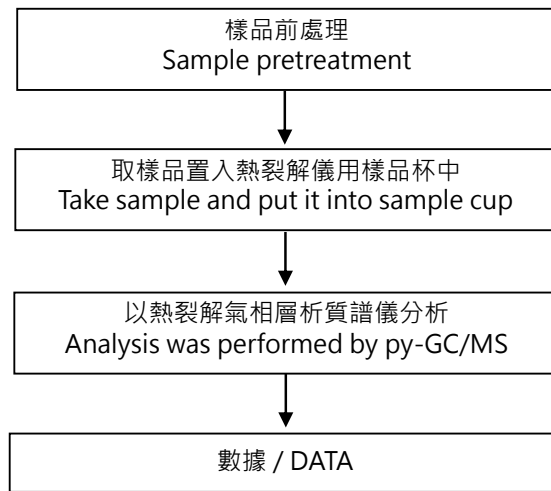 樣品前處理
Sample pretreatment
取樣品置入熱裂解儀用樣品杯中
Take sample and put it into sample cup
以熱裂解氣相層析質譜儀分析
Analysis was performed by py-GC/MS
數據 / DATA